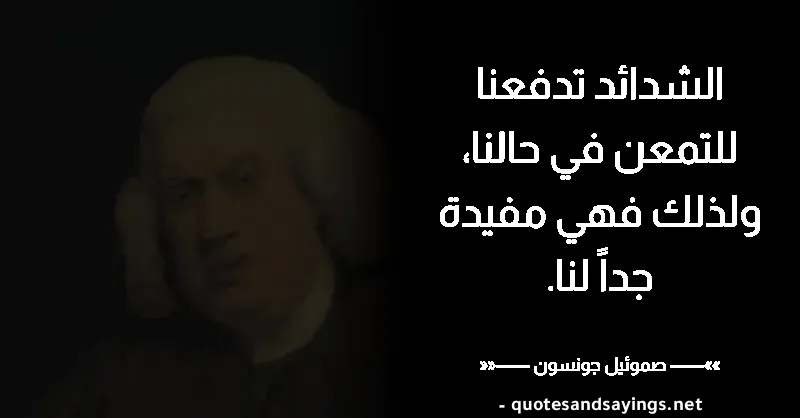 الشدائد تدفعنا
للتمعن في حالنا،
ولذلك فهي مفيدة
جداً لنا.
»»—— صموئيل جونسون ——««
- quotesandsayings.net